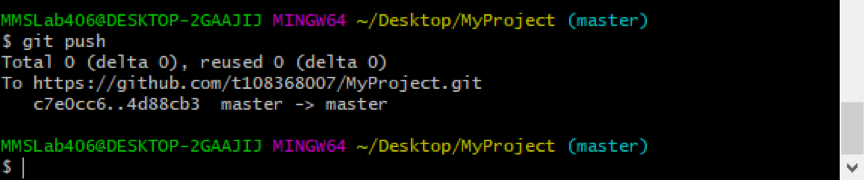 MMSLab406@DESKTOP-2GAAJIJ MINGW64 ~/Desktop/MyProject (master)
$ git push
Total 0 (delta 0), reused 0 (delta 0)
To https://github.com/t108368007/MyProject.git
   c7e0cc6..4d88cb3  master -> master
MMSLab406@DESKTOP-2GAAJIJ MINGW64 ~/Desktop/MyProject (master)
$